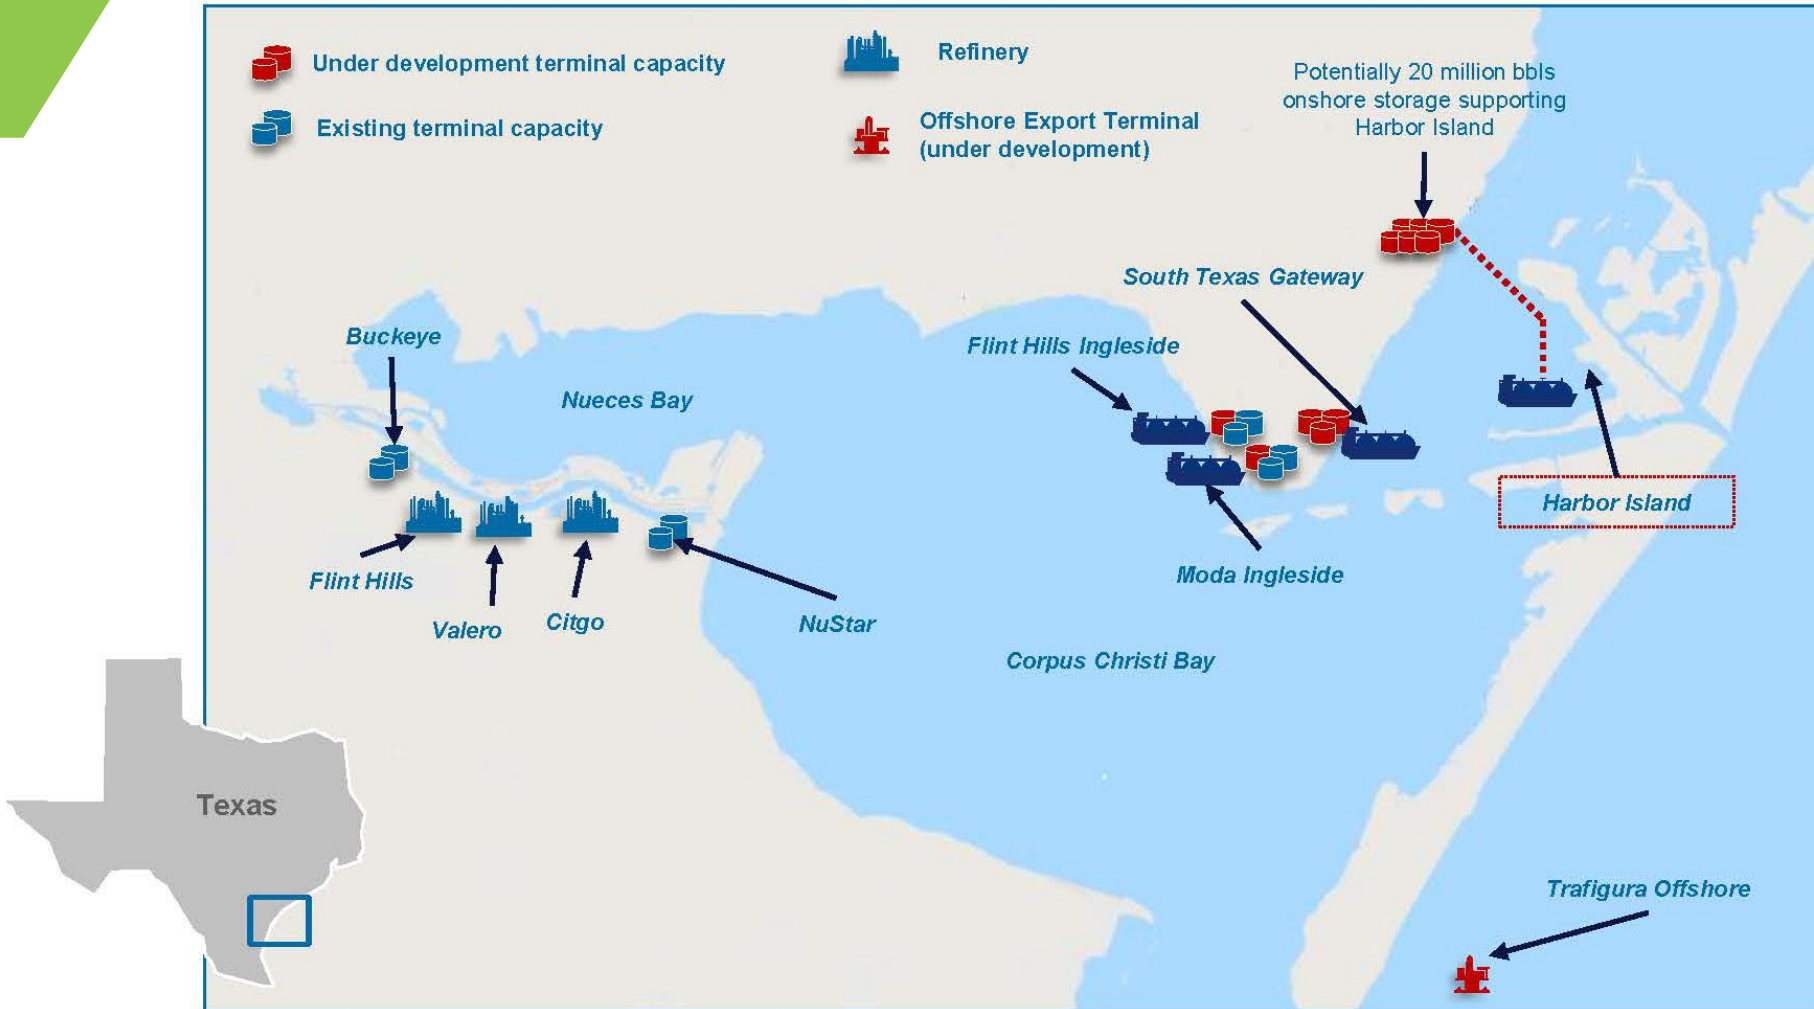 Under development terminal capacity
Existing terminal capacity
Refinery
Offshore Export Terminal
(under development)
Potentially 20 million bbls
onshore storage supporting
Harbor Island
South Texas Gateway
Buckeye
Flint Hills Ingleside
Nueces Bay
Harbor Island
Flint Hills
Valero
Citgo
NuStar
Moda Ingleside
Corpus Christi Bay
Texas
Trafigura Offshore